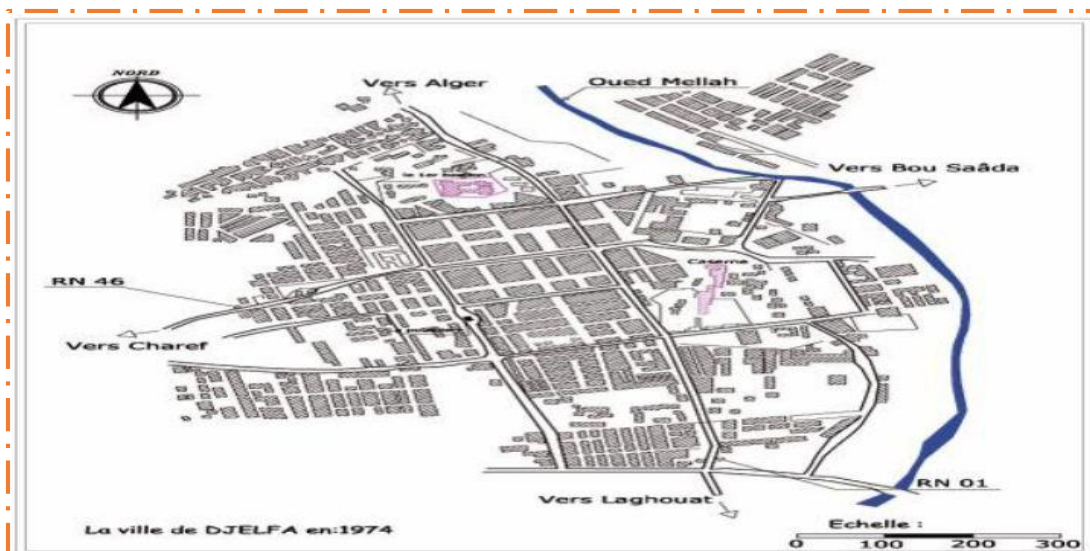 NORD
Vers Alger
Oued Mellah
Vers Bou Saâda
Caserne
RN 46
Vers Charef
RN 01
Vers Laghouat
La ville de DJELFA en:1974
Echelle :
0 100 200 300